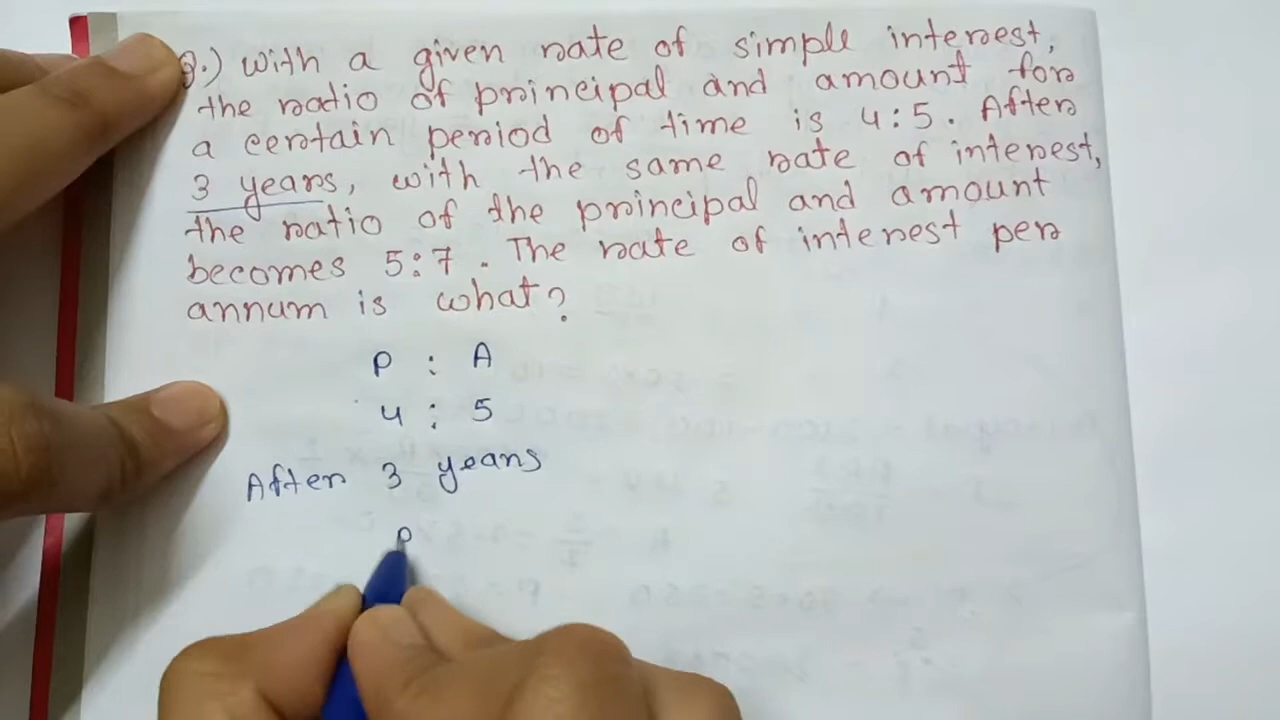 Q.) With a given rate of simple interest,
the ratio of principal and amount for
a certain period of time is 4:5. After
3 years, with the same rate of interest,
the ratio of the principal and amount
becomes 5:7. The rate of interest per
annum is what?
P : A
4 : 5
After 3 years
P